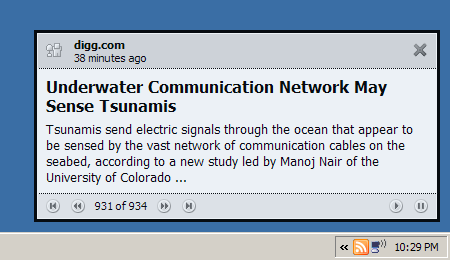 digg.com
38 minutes ago
Underwater Communication Network May
Sense Tsunamis
Tsunamis send electric signals through the ocean that appear to
be sensed by the vast network of communication cables on the
seabed, according to a new study led by Manoj Nair of the
University of Colorado ...
931 of 934
10:29 PM